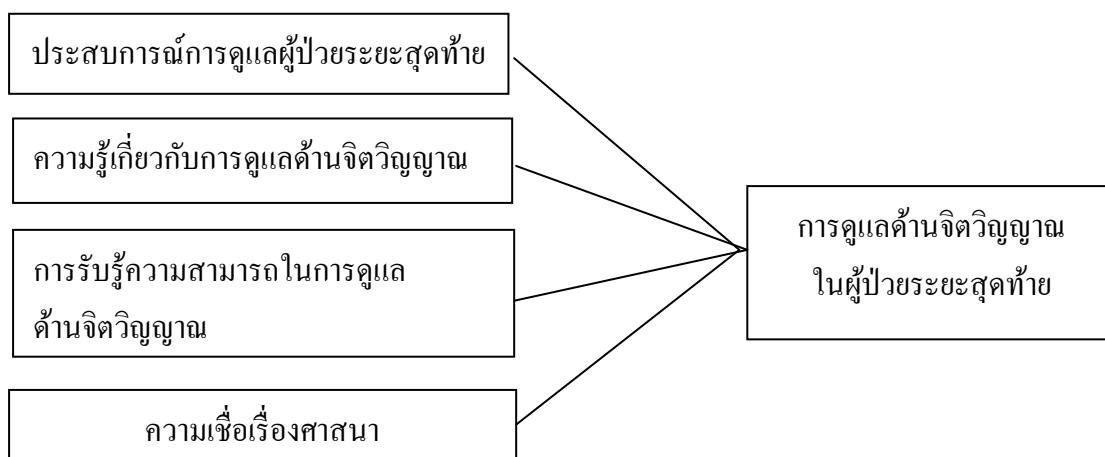 ประสบการณ์การดูแลผู้ป่วยระยะสุดท้าย
ความรู้เกี่ยวกับการดูแลด้านจิตวิญญาณ
การรับรู้ความสามารถในการดูแล
ด้านจิตวิญญาณ
ความเชื่อเรื่องศาสนา
การดูแลด้านจิตวิญญาณ
ในผู้ป่วยระยะสุดท้าย